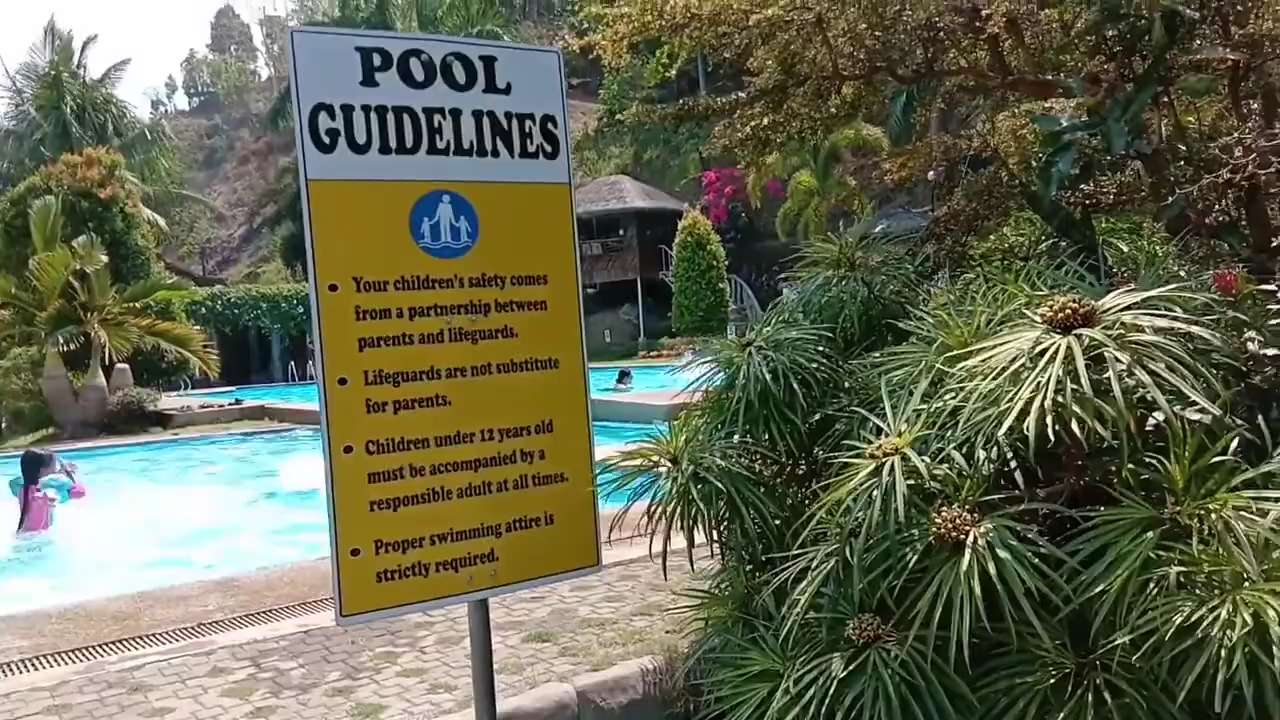 POOL
GUIDELINES
• Your children's safety comes
from a partnership between
parents and lifeguards.
• Lifeguards are not substitute
for parents.
• Children under 12 years old
must be accompanied by a
responsible adult at all times.
• Proper swimming attire is
strictly required.